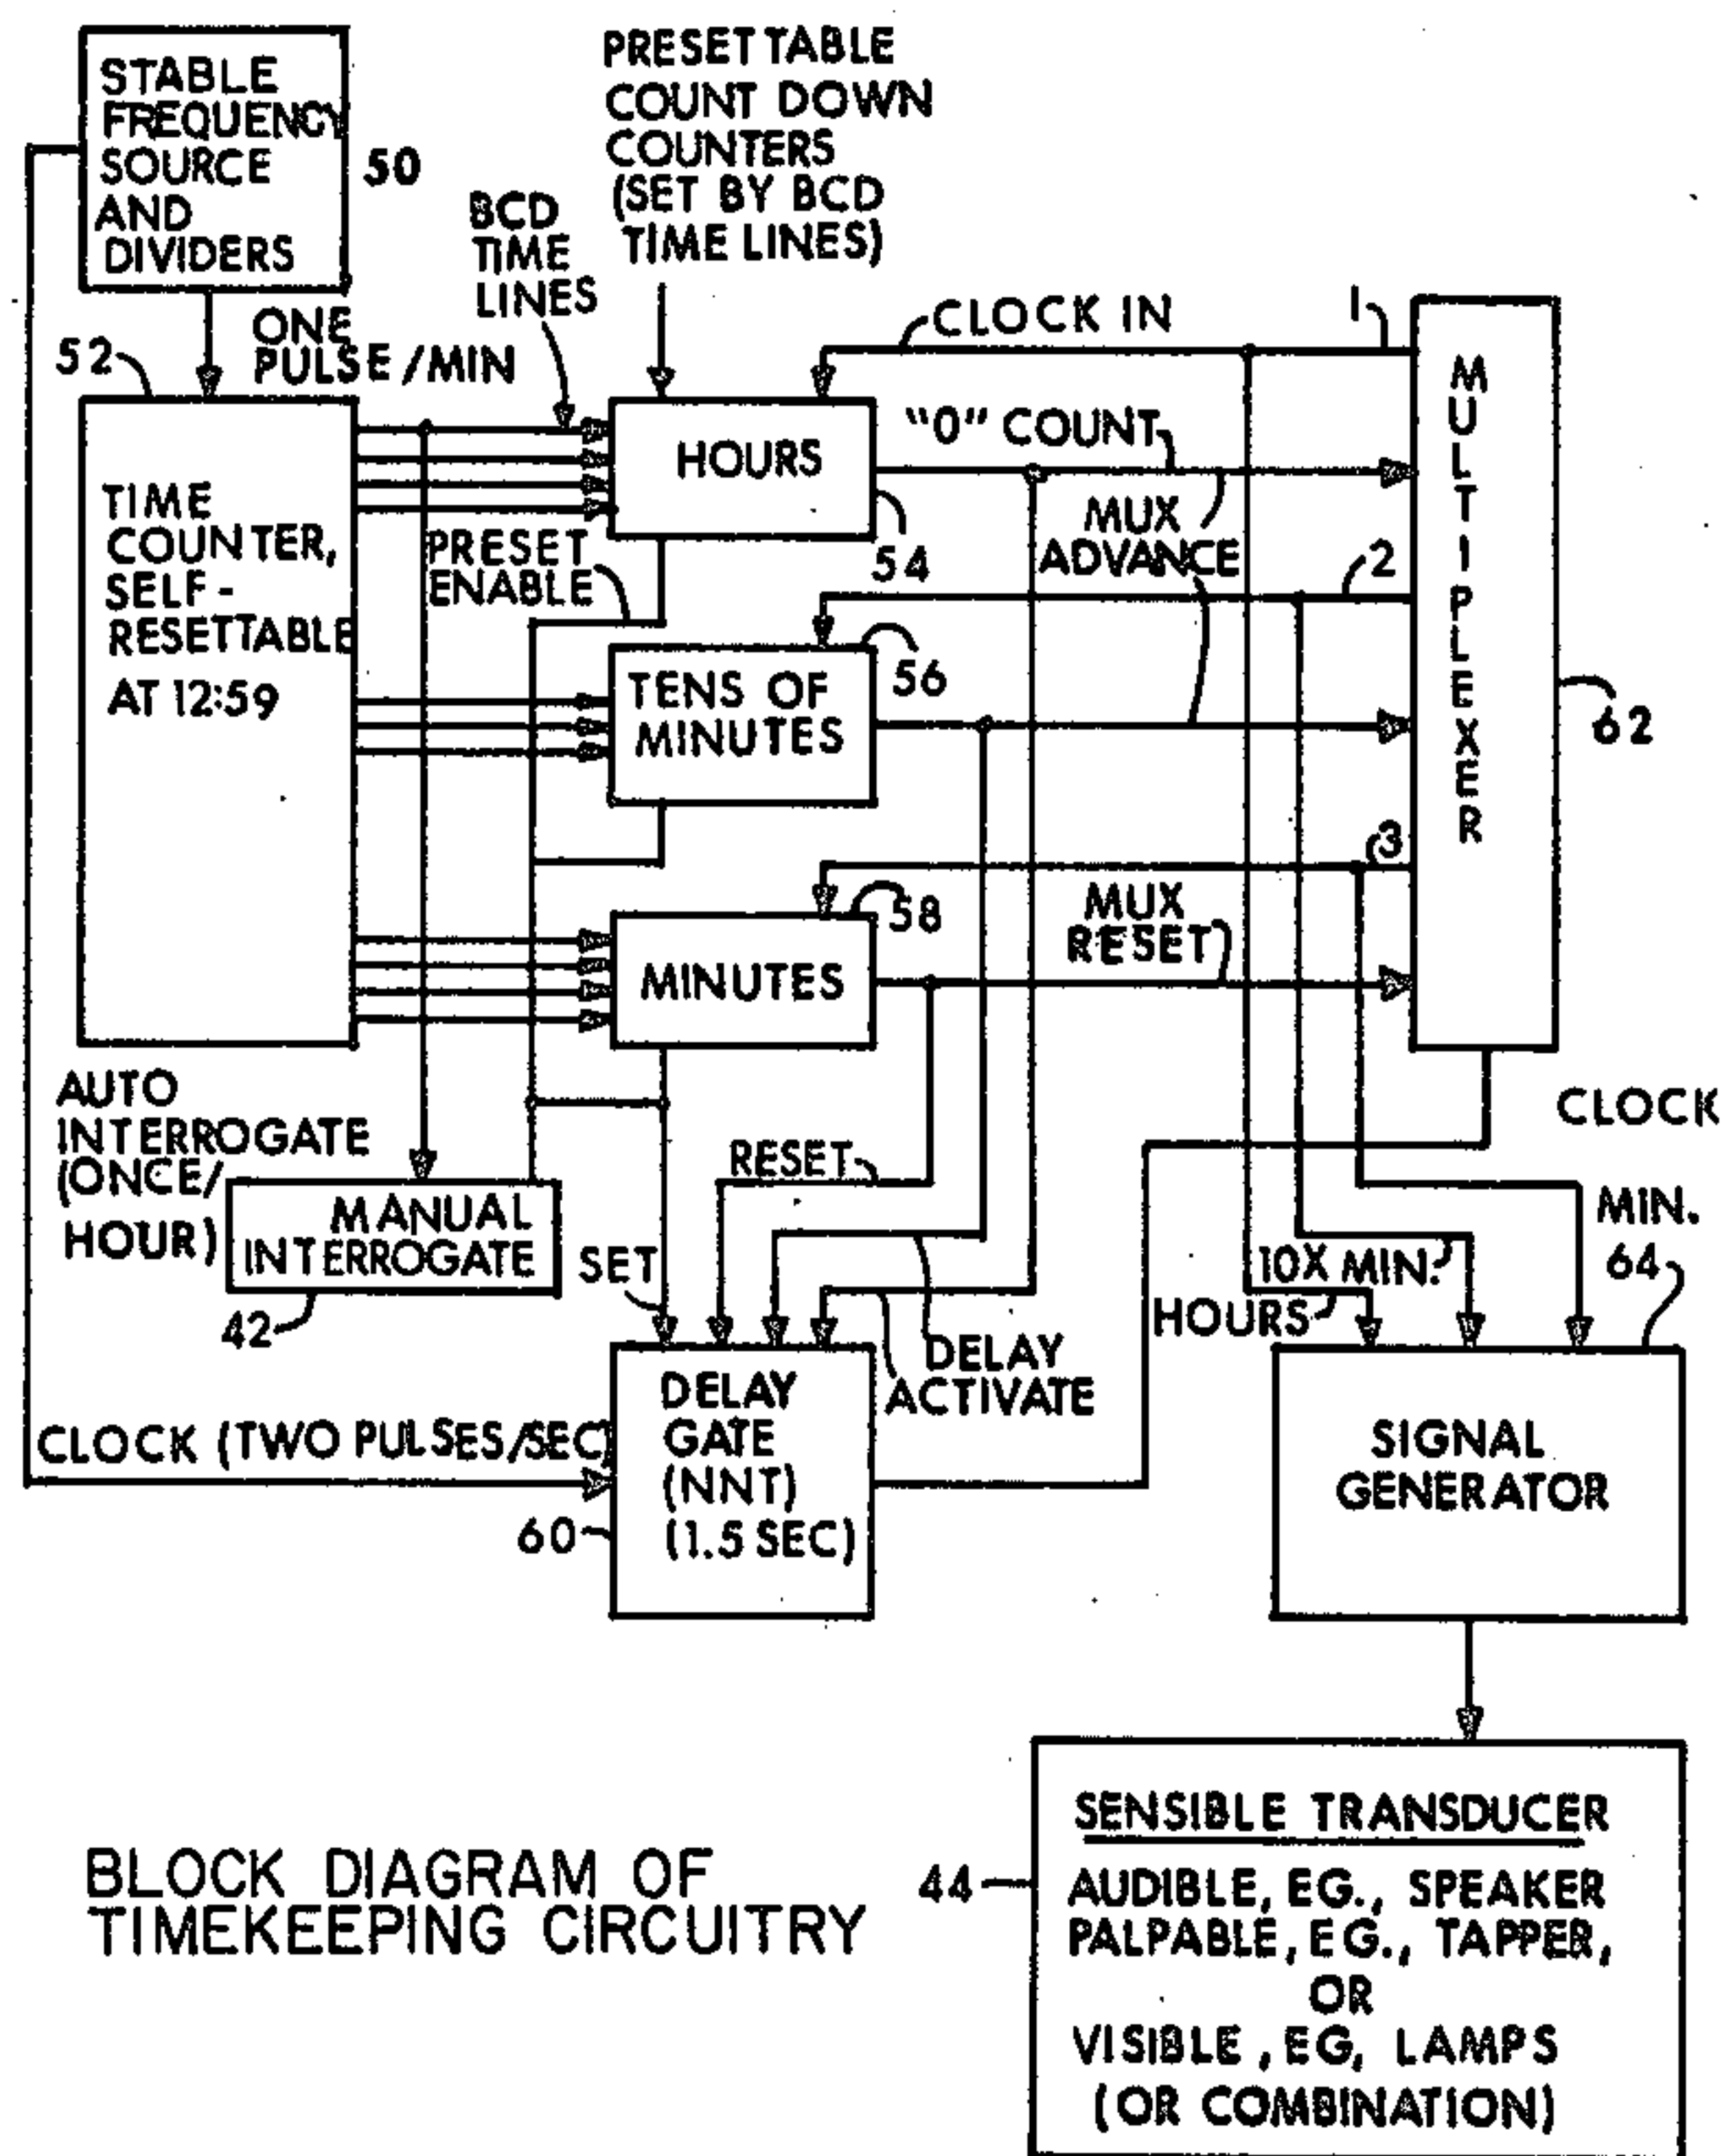 STABLE
FREQUENCY
SOURCE
AND
DIVIDERS
50
PRESETTABLE
COUNT DOWN
COUNTERS
(SET BY BCD
TIME LINES)
BCD
TIME
LINES
ONE
PULSE/MIN
52
CLOCK IN
1
MULTIPLEXER
HOURS
"0" COUNT
54
MUX
ADVANCE
2
TIME
COUNTER,
SELF-
RESETTABLE
AT 12:59
PRESET
ENABLE
TENS OF
MINUTES
56
62
3
MINUTES
58
MUX
RESET
CLOCK
AUTO
INTERROGATE
(ONCE/
HOUR)
MANUAL
INTERROGATE
42
RESET
SET
DELAY
ACTIVATE
10X MIN.
HOURS
MIN.
64
CLOCK (TWO PULSES/SEC)
DELAY
GATE
(NNT)
(1.5 SEC)
60
SIGNAL
GENERATOR
SENSIBLE TRANSDUCER
44
AUDIBLE, EG., SPEAKER
PALPABLE, EG., TAPPER,
OR
VISIBLE, EG, LAMPS
(OR COMBINATION)
BLOCK DIAGRAM OF
TIMEKEEPING CIRCUITRY